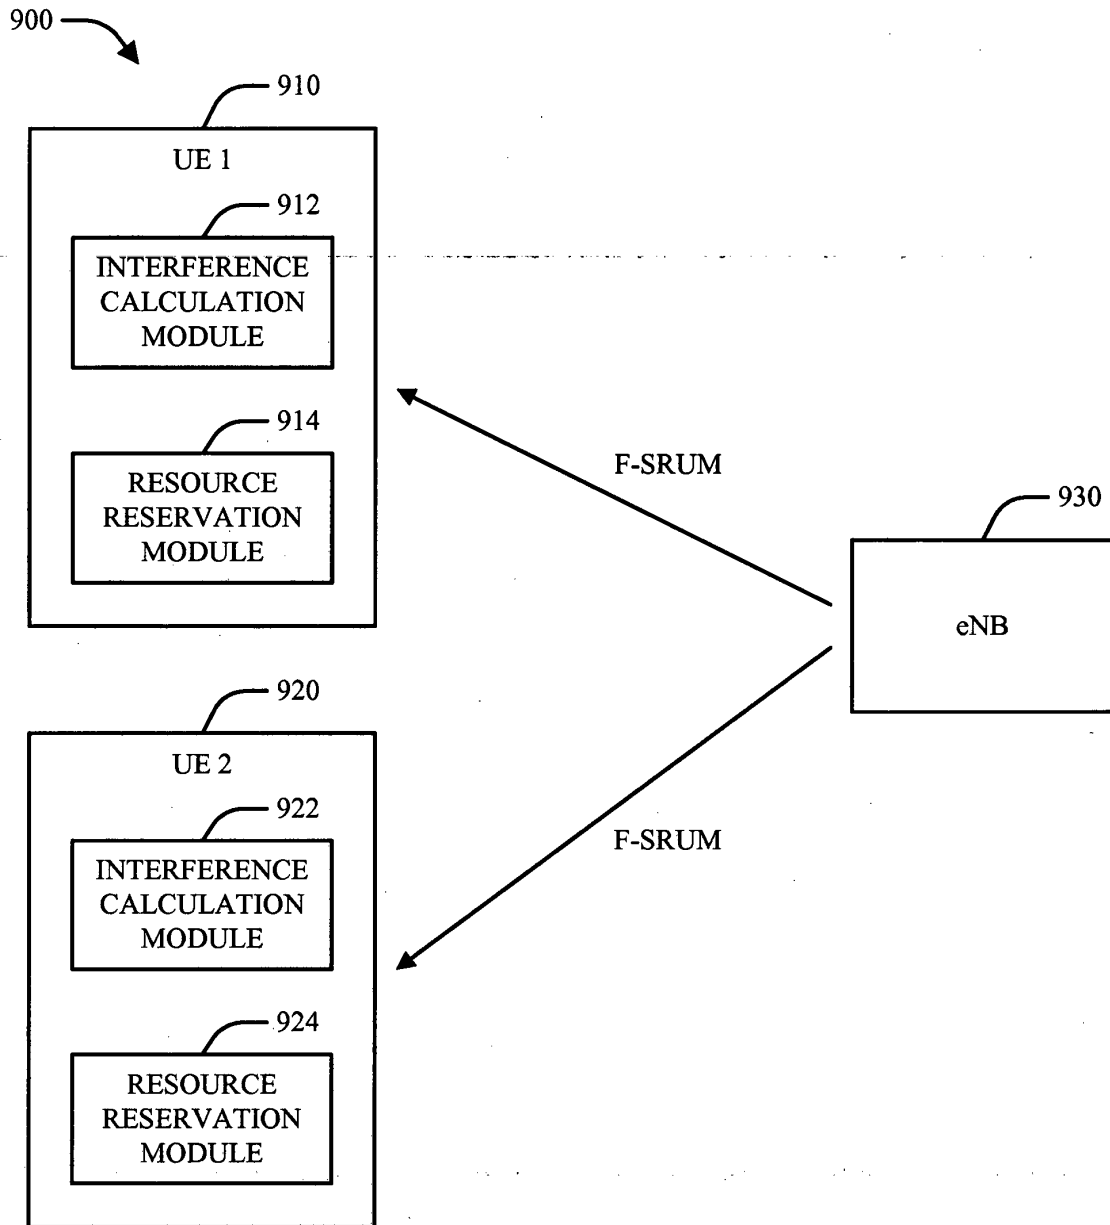 900
910
UE 1
912
INTERFERENCE
CALCULATION
MODULE
914
RESOURCE
RESERVATION
MODULE
F-SRUM
930
eNB
920
UE 2
922
INTERFERENCE
CALCULATION
MODULE
F-SRUM
924
RESOURCE
RESERVATION
MODULE